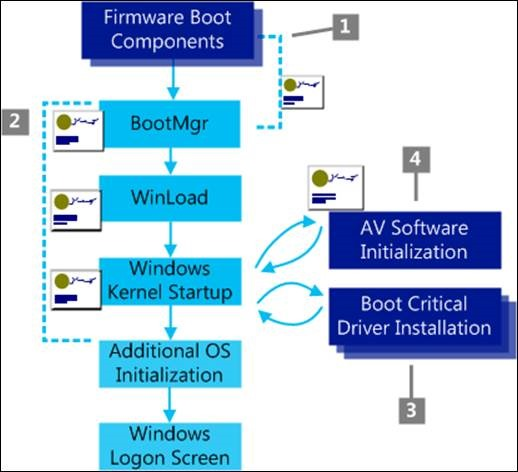 Firmware Boot
Components
1
2
BootMgr
WinLoad
4
AV Software
Initialization
Windows
Kernel Startup
Boot Critical
Driver Installation
3
Additional OS
Initialization
Windows
Logon Screen